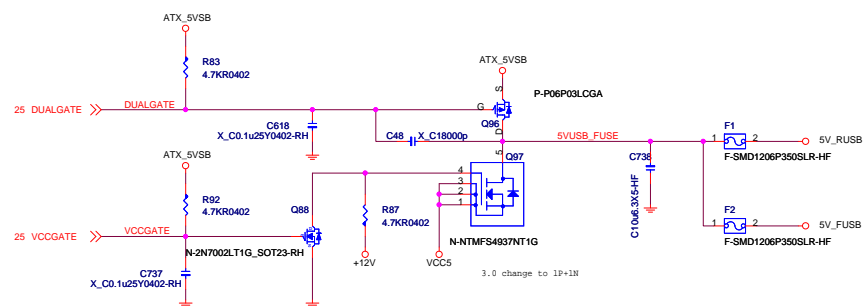 ATX_5VSB
R83
4.7KR0402
ATX_5VSB
S
P-P06P03LCGA
25 DUALGATE
DUALGATE
G
Q96
D
C618
X_C0.1u25Y0402-RH
C48
X_C18000p
5VUSB_FUSE
F1
1
2
5V_RUSB
F-SMD1206P350SLR-HF
ATX_5VSB
5
Q97
4
3
2
1
C738
C10u6.3X5-HF
R92
4.7KR0402
Q88
R87
4.7KR0402
F2
1
2
5V_FUSB
F-SMD1206P350SLR-HF
25 VCCGATE
VCCGATE
N-2N7002LT1G_SOT23-RH
N-NTMFS4937NT1G
+12V
VCC5
C737
X_C0.1u25Y0402-RH
3.0 change to 1P+1N